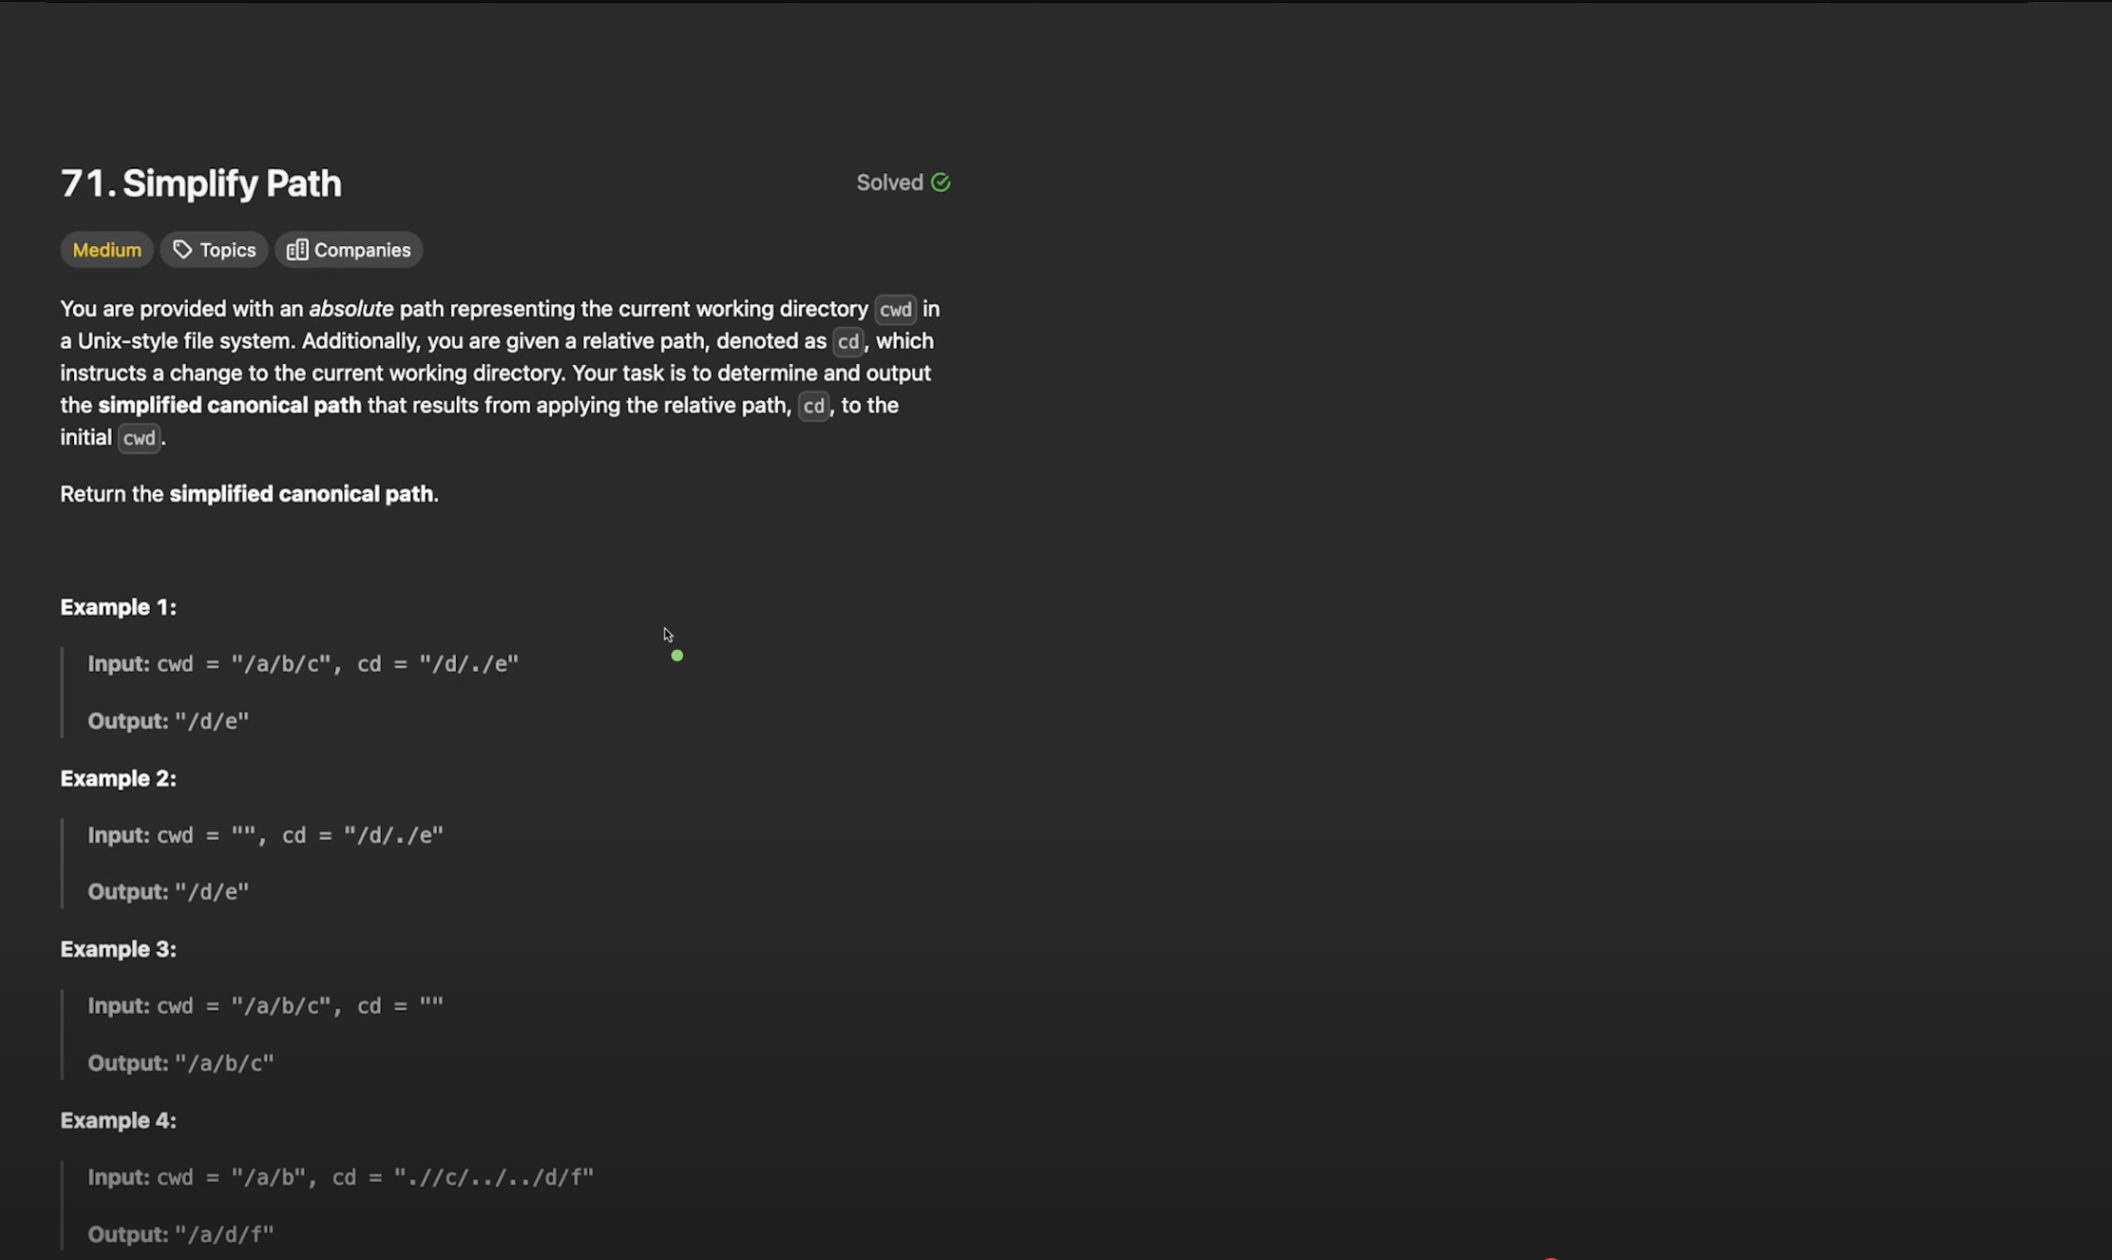 71. Simplify Path
Solved
Medium Topics Companies
You are provided with an absolute path representing the current working directory cwd in
a Unix-style file system. Additionally, you are given a relative path, denoted as cd, which
instructs a change to the current working directory. Your task is to determine and output
the simplified canonical path that results from applying the relative path, cd, to the
initial cwd.
Return the simplified canonical path.
Example 1:
Input: cwd = "/a/b/c", cd = "/d/./e"
Output: "/d/e"
Example 2:
Input: cwd = "", cd = "/d/./e"
Output: "/d/e"
Example 3:
Input: cwd = "/a/b/c", cd = ""
Output: "/a/b/c"
Example 4:
Input: cwd = "/a/b", cd = ".//c/../../d/f"
Output: "/a/d/f"